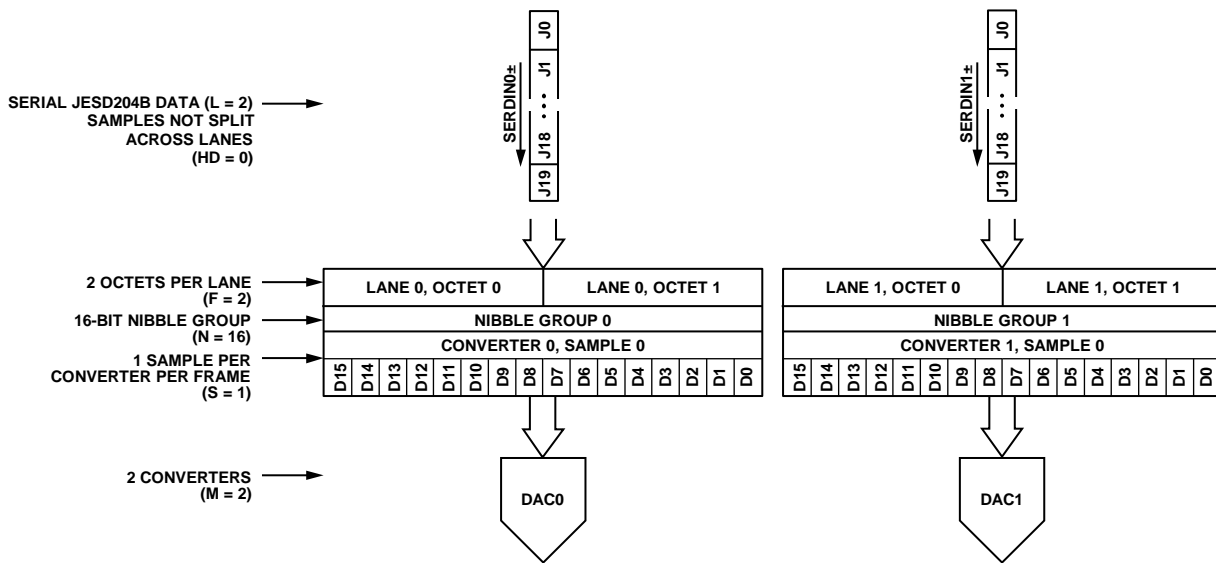 SERIAL JESD204B DATA (L = 2)
SAMPLES NOT SPLIT
ACROSS LANES
(HD = 0)
SERDIN0±
J0
J1
• • •
J18
J19
SERDIN1±
J0
J1
• • •
J18
J19
2 OCTETS PER LANE
(F = 2)
LANE 0, OCTET 0
LANE 0, OCTET 1
LANE 1, OCTET 0
LANE 1, OCTET 1
16-BIT NIBBLE GROUP
(N = 16)
NIBBLE GROUP 0
NIBBLE GROUP 1
CONVERTER 0, SAMPLE 0
CONVERTER 1, SAMPLE 0
1 SAMPLE PER
CONVERTER PER FRAME
(S = 1)
D15 D14 D13 D12 D11 D10 D9 D8 D7 D6 D5 D4 D3 D2 D1 D0
D15 D14 D13 D12 D11 D10 D9 D8 D7 D6 D5 D4 D3 D2 D1 D0
2 CONVERTERS
(M = 2)
DAC0
DAC1